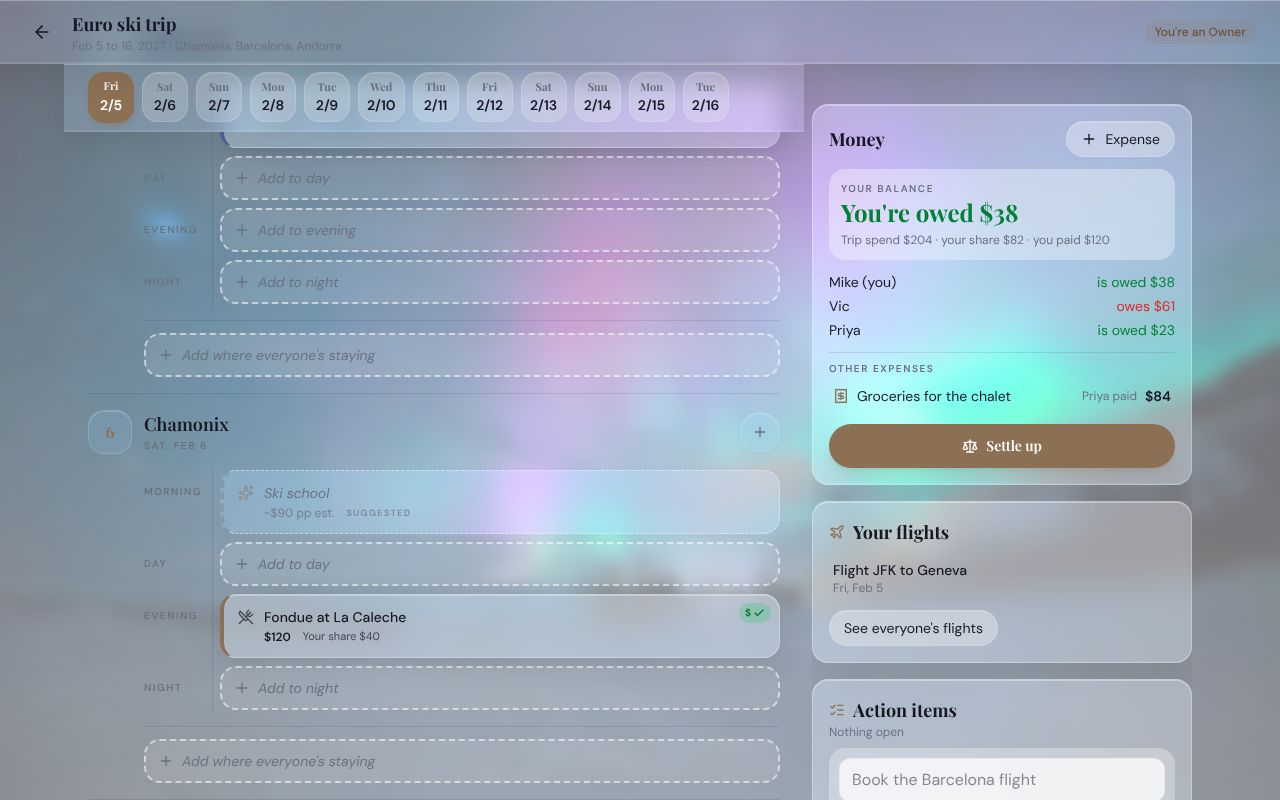 Euro ski trip
Feb 5 to 16, 2027 · Chamonix, Barcelona, Andorra
You're an Owner
Fri 2/5
Sat 2/6
Sun 2/7
Mon 2/8
Tue 2/9
Wed 2/10
Thu 2/11
Fri 2/12
Sat 2/13
Sun 2/14
Mon 2/15
Tue 2/16
DAY
+ Add to day
EVENING
+ Add to evening
NIGHT
+ Add to night
+ Add where everyone's staying
6
Chamonix
SAT, FEB 6
+
MORNING
Ski school
~$90 pp est. SUGGESTED
DAY
+ Add to day
EVENING
Fondue at La Caleche
$120 Your share $40
$ ✓
NIGHT
+ Add to night
+ Add where everyone's staying
Money
+ Expense
YOUR BALANCE
You're owed $38
Trip spend $204 · your share $82 · you paid $120
Mike (you) is owed $38
Vic owes $61
Priya is owed $23
OTHER EXPENSES
Groceries for the chalet Priya paid $84
Settle up
Your flights
Flight JFK to Geneva
Fri, Feb 5
See everyone's flights
Action items
Nothing open
Book the Barcelona flight